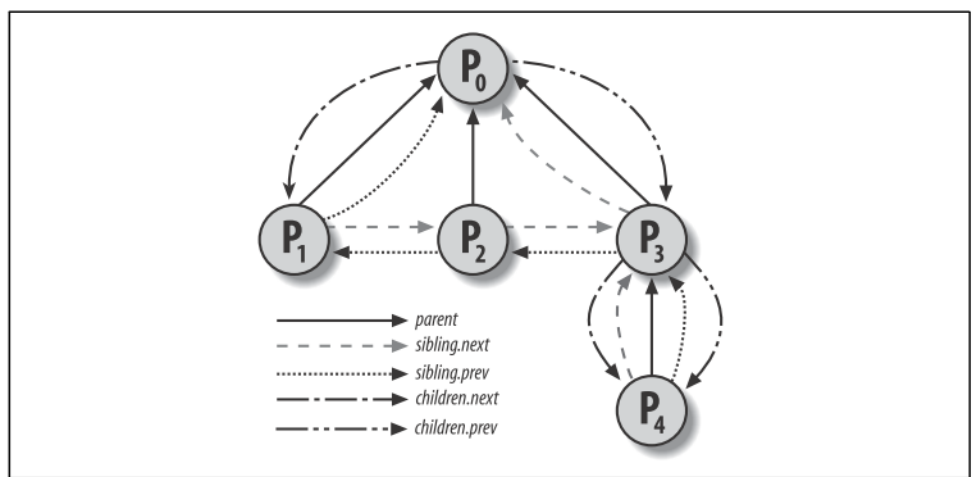 P0
P1 P2 P3
parent
sibling.next
sibling.prev
children.next
children.prev
P4